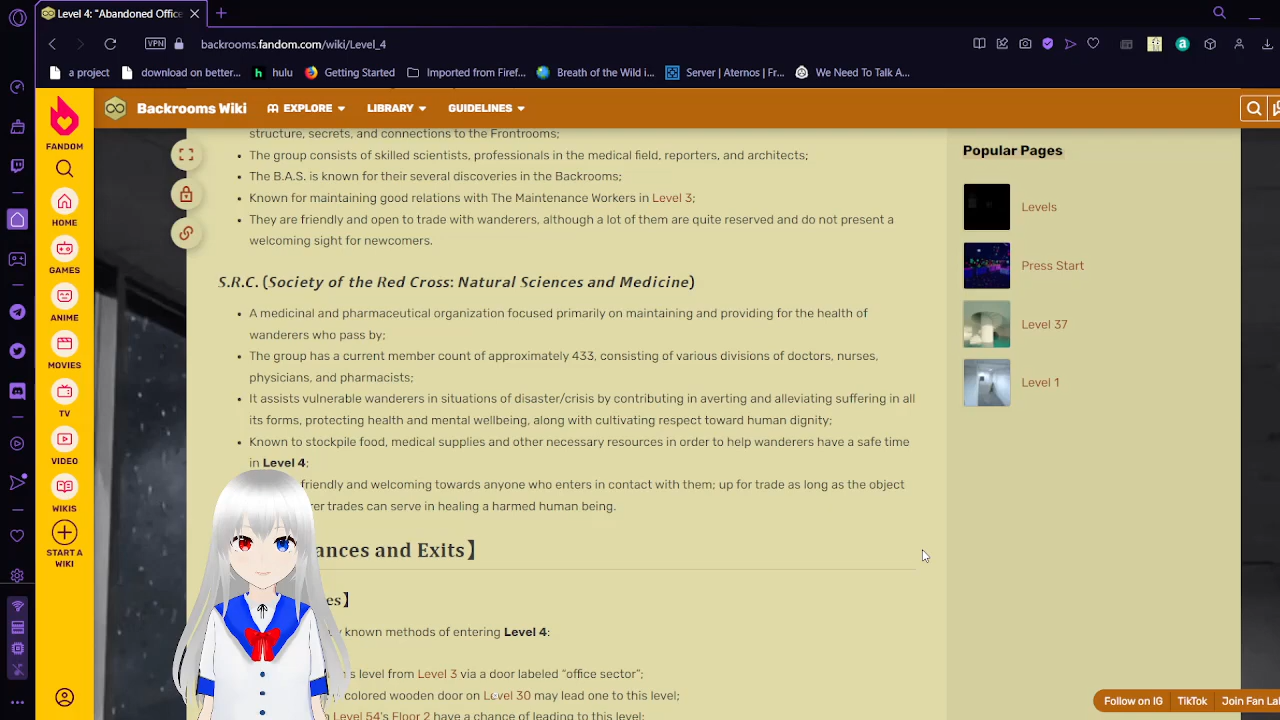 Level 4: "Abandoned Offic
VPN
backrooms.fandom.com/wiki/Level_4
a project
download on better...
hulu
Getting Started
Imported from Firef...
Breath of the Wild i...
Server | Aternos | Fr...
We Need To Talk A...
FANDOM
HOME
GAMES
ANIME
MOVIES
TV
VIDEO
WIKIS
START A
WIKI
Backrooms Wiki
EXPLORE
LIBRARY
GUIDELINES
structure, secrets, and connections to the Frontrooms;
• The group consists of skilled scientists, professionals in the medical field, reporters, and architects;
• The B.A.S. is known for their several discoveries in the Backrooms;
• Known for maintaining good relations with The Maintenance Workers in Level 3;
• They are friendly and open to trade with wanderers, although a lot of them are quite reserved and do not present a
welcoming sight for newcomers.
S.R.C. (Society of the Red Cross: Natural Sciences and Medicine)
• A medicinal and pharmaceutical organization focused primarily on maintaining and providing for the health of
wanderers who pass by;
• The group has a current member count of approximately 433, consisting of various divisions of doctors, nurses,
physicians, and pharmacists;
• It assists vulnerable wanderers in situations of disaster/crisis by contributing in averting and alleviating suffering in all
its forms, protecting health and mental wellbeing, along with cultivating respect toward human dignity;
• Known to stockpile food, medical supplies and other necessary resources in order to help wanderers have a safe time
in Level 4;
friendly and welcoming towards anyone who enters in contact with them; up for trade as long as the object
trades can serve in healing a harmed human being.
ances and Exits】
es】
known methods of entering Level 4:
s level from Level 3 via a door labeled “office sector”;
colored wooden door on Level 30 may lead one to this level;
Level 54's Floor 2 have a chance of leading to this level;
Popular Pages
Levels
Press Start
Level 37
Level 1
Follow on IG
TikTok
Join Fan Lab